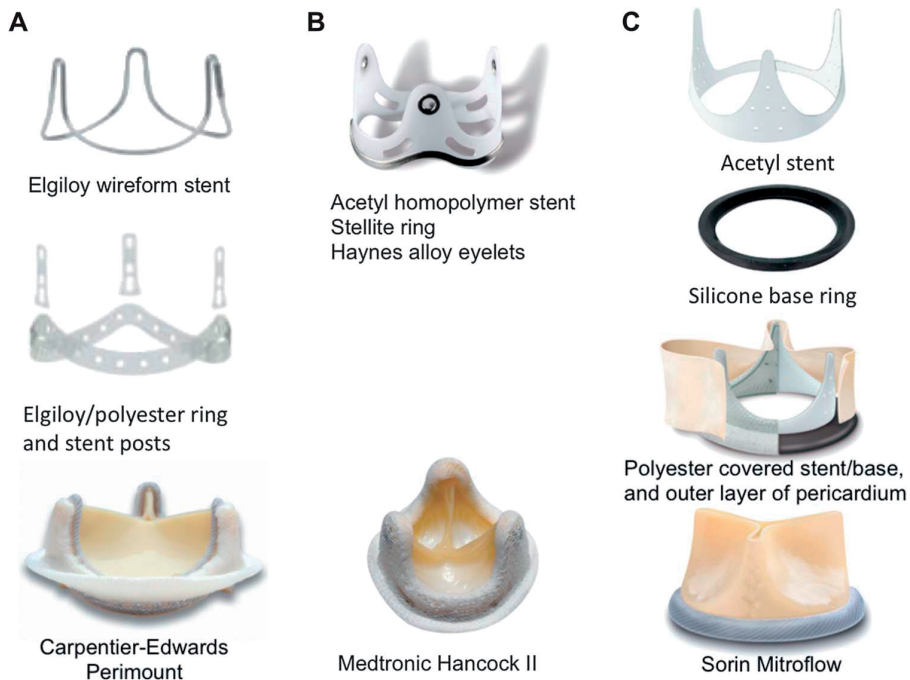 A
Elgiloy wireform stent
Elgiloy/polyester ring
and stent posts
Carpentier-Edwards
Perimount
B
Acetyl homopolymer stent
Stellite ring
Haynes alloy eyelets
Medtronic Hancock II
C
Acetyl stent
Silicone base ring
Polyester covered stent/base,
and outer layer of pericardium
Sorin Mitroflow